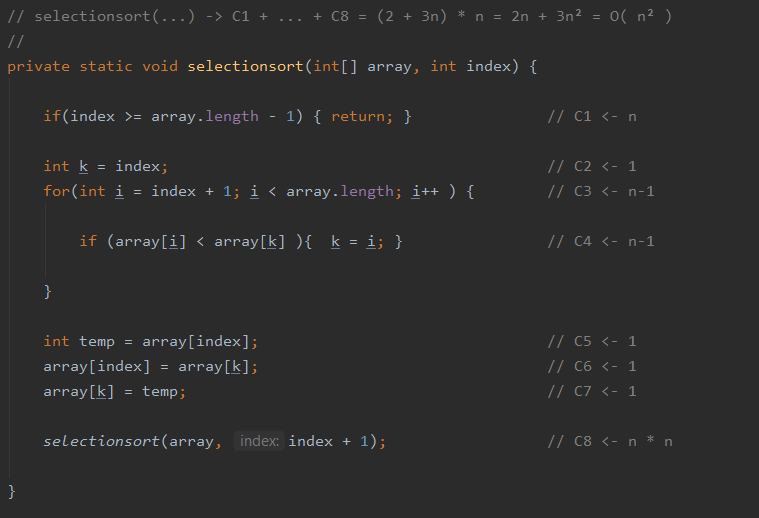 // selectionsort(...) -> C1 + ... + C8 = (2 + 3n) * n = 2n + 3n² = O( n² )
//
private static void selectionsort(int[] array, int index) {
if(index >= array.length - 1) { return; } // C1 <- n
int k = index; // C2 <- 1
for(int i = index + 1; i < array.length; i++ ) { // C3 <- n-1
if (array[i] < array[k] ){  k = i; } // C4 <- n-1
}
int temp = array[index]; // C5 <- 1
array[index] = array[k]; // C6 <- 1
array[k] = temp; // C7 <- 1
selectionsort(array, index: index + 1); // C8 <- n * n
}